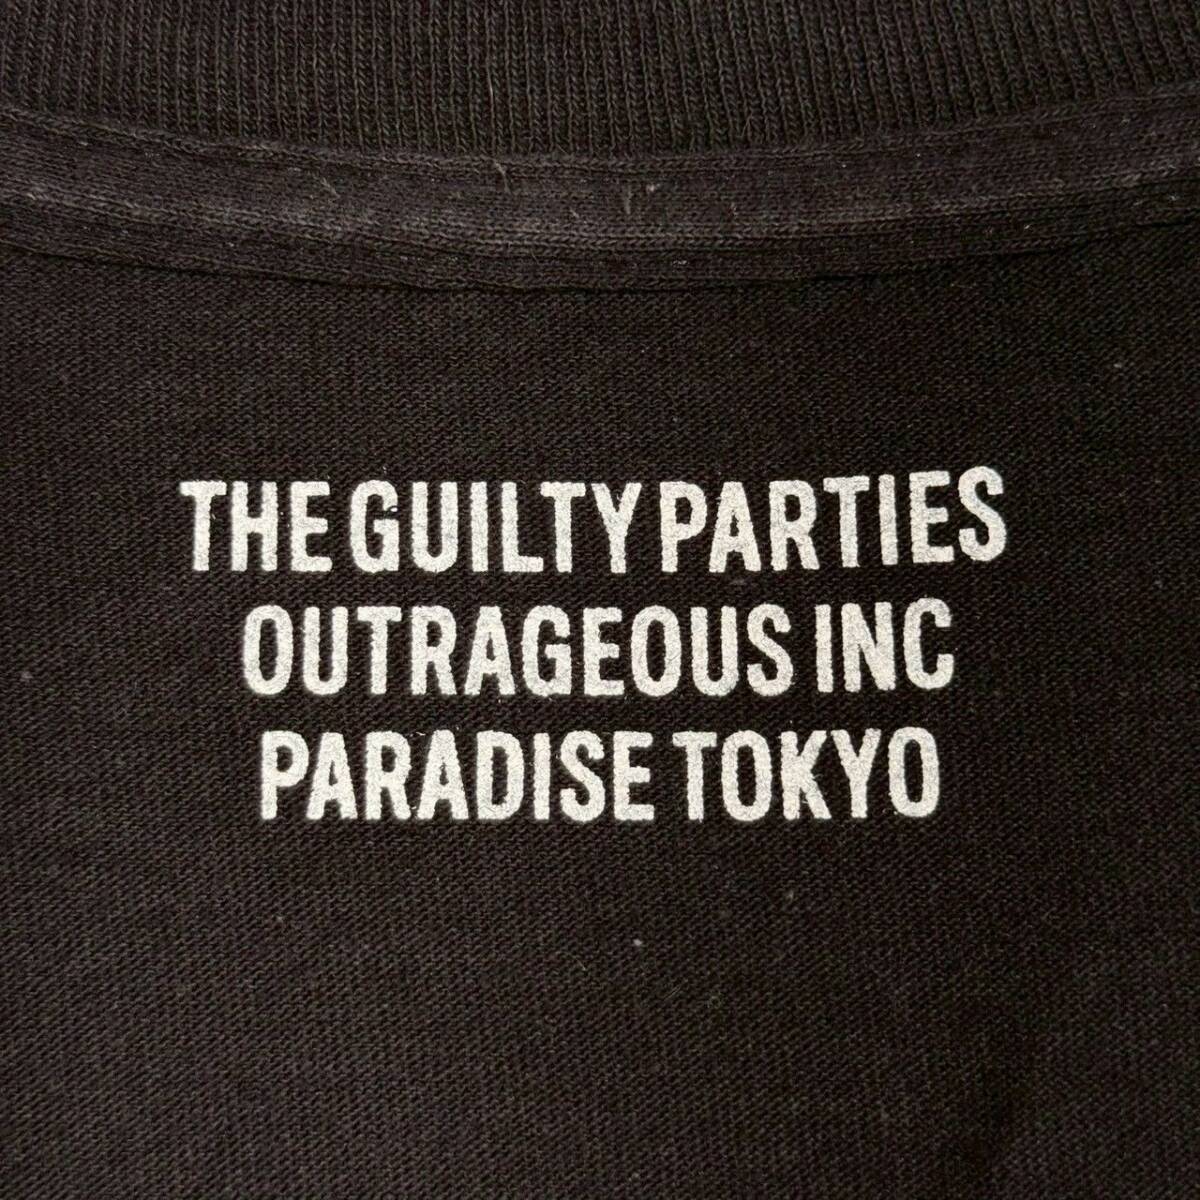 THE GUILTY PARTIES
OUTRAGEOUS INC
PARADISE TOKYO